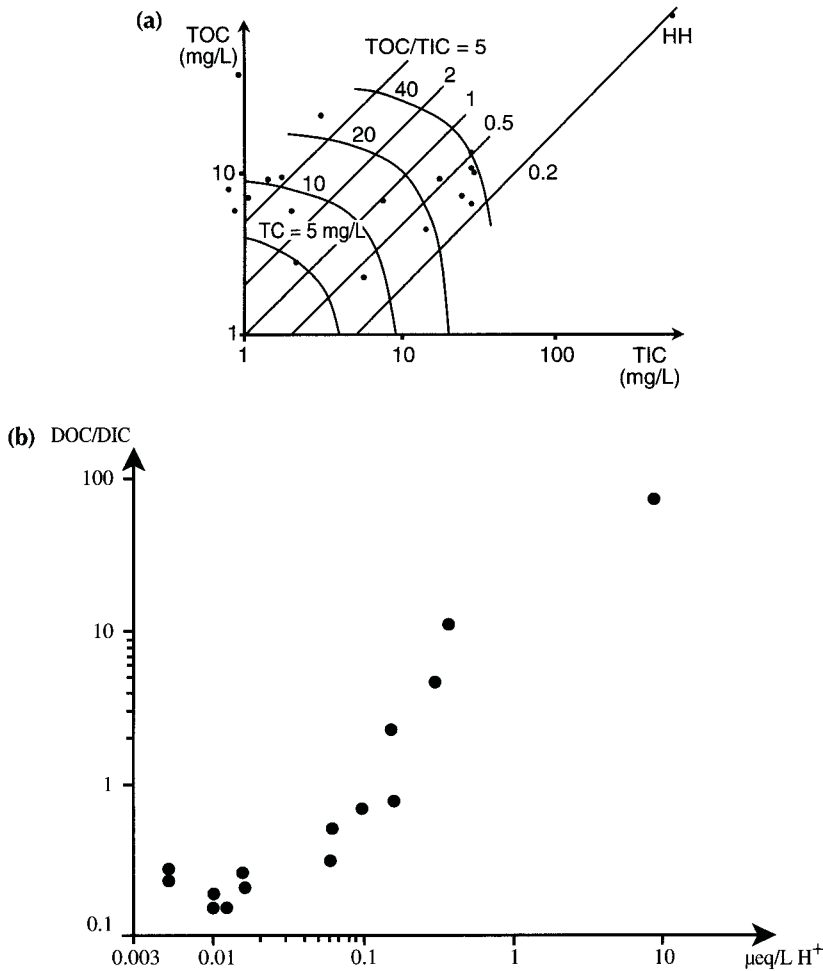 (a)
TOC
(mg/L)
TOC/TIC = 5
2
1
0.5
0.2
HH
40
20
10
TC = 5 mg/L
10
1
1
10
100
TIC
(mg/L)
(b)
DOC/DIC
100
10
1
0.1
0.003
0.01
0.1
1
10
µeq/L H⁺